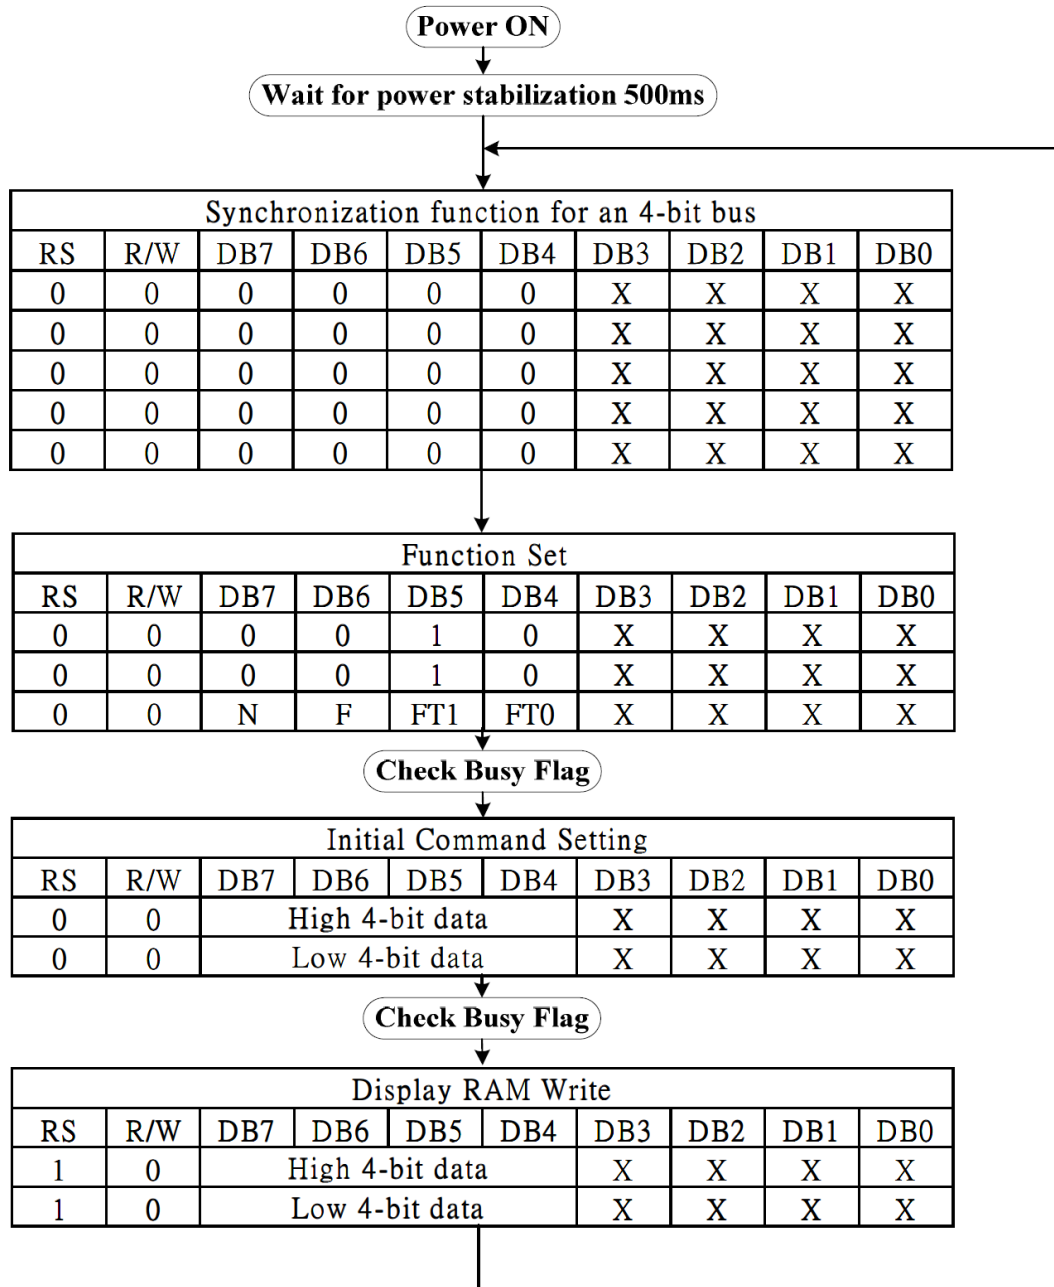 Power ON
Wait for power stabilization 500ms
Synchronization function for an 4-bit bus
RS R/W DB7 DB6 DB5 DB4 DB3 DB2 DB1 DB0
0 0 0 0 0 0 X X X X
0 0 0 0 0 0 X X X X
0 0 0 0 0 0 X X X X
0 0 0 0 0 0 X X X X
0 0 0 0 0 0 X X X X
Function Set
RS R/W DB7 DB6 DB5 DB4 DB3 DB2 DB1 DB0
0 0 0 0 1 0 X X X X
0 0 0 0 1 0 X X X X
0 0 N F FT1 FT0 X X X X
Check Busy Flag
Initial Command Setting
RS R/W DB7 DB6 DB5 DB4 DB3 DB2 DB1 DB0
0 0 High 4-bit data X X X X
0 0 Low 4-bit data X X X X
Check Busy Flag
Display RAM Write
RS R/W DB7 DB6 DB5 DB4 DB3 DB2 DB1 DB0
1 0 High 4-bit data X X X X
1 0 Low 4-bit data X X X X